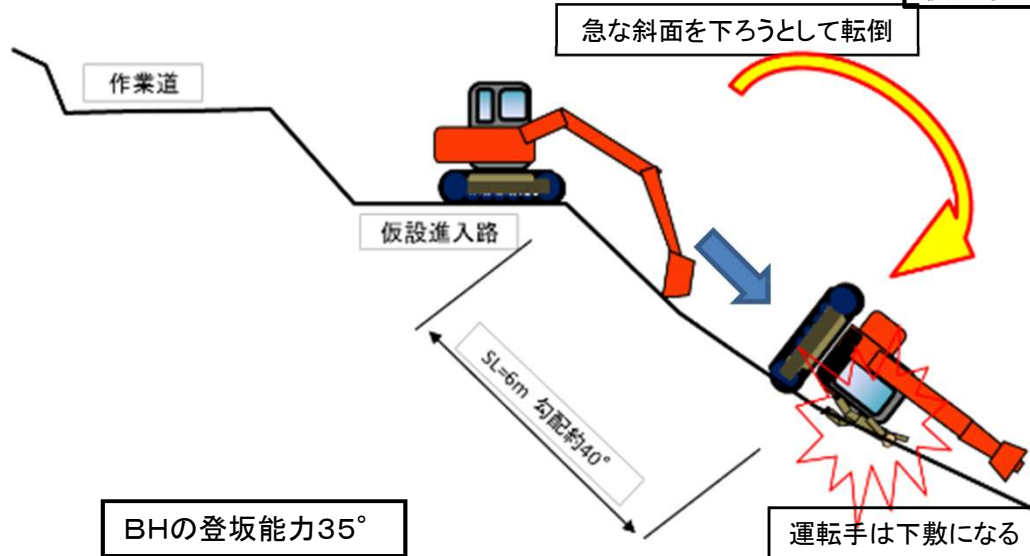 急な斜面を下ろうとして転倒
作業道
仮設進入路
SL=6m 勾配約40°
BHの登坂能力35°
運転手は下敷になる